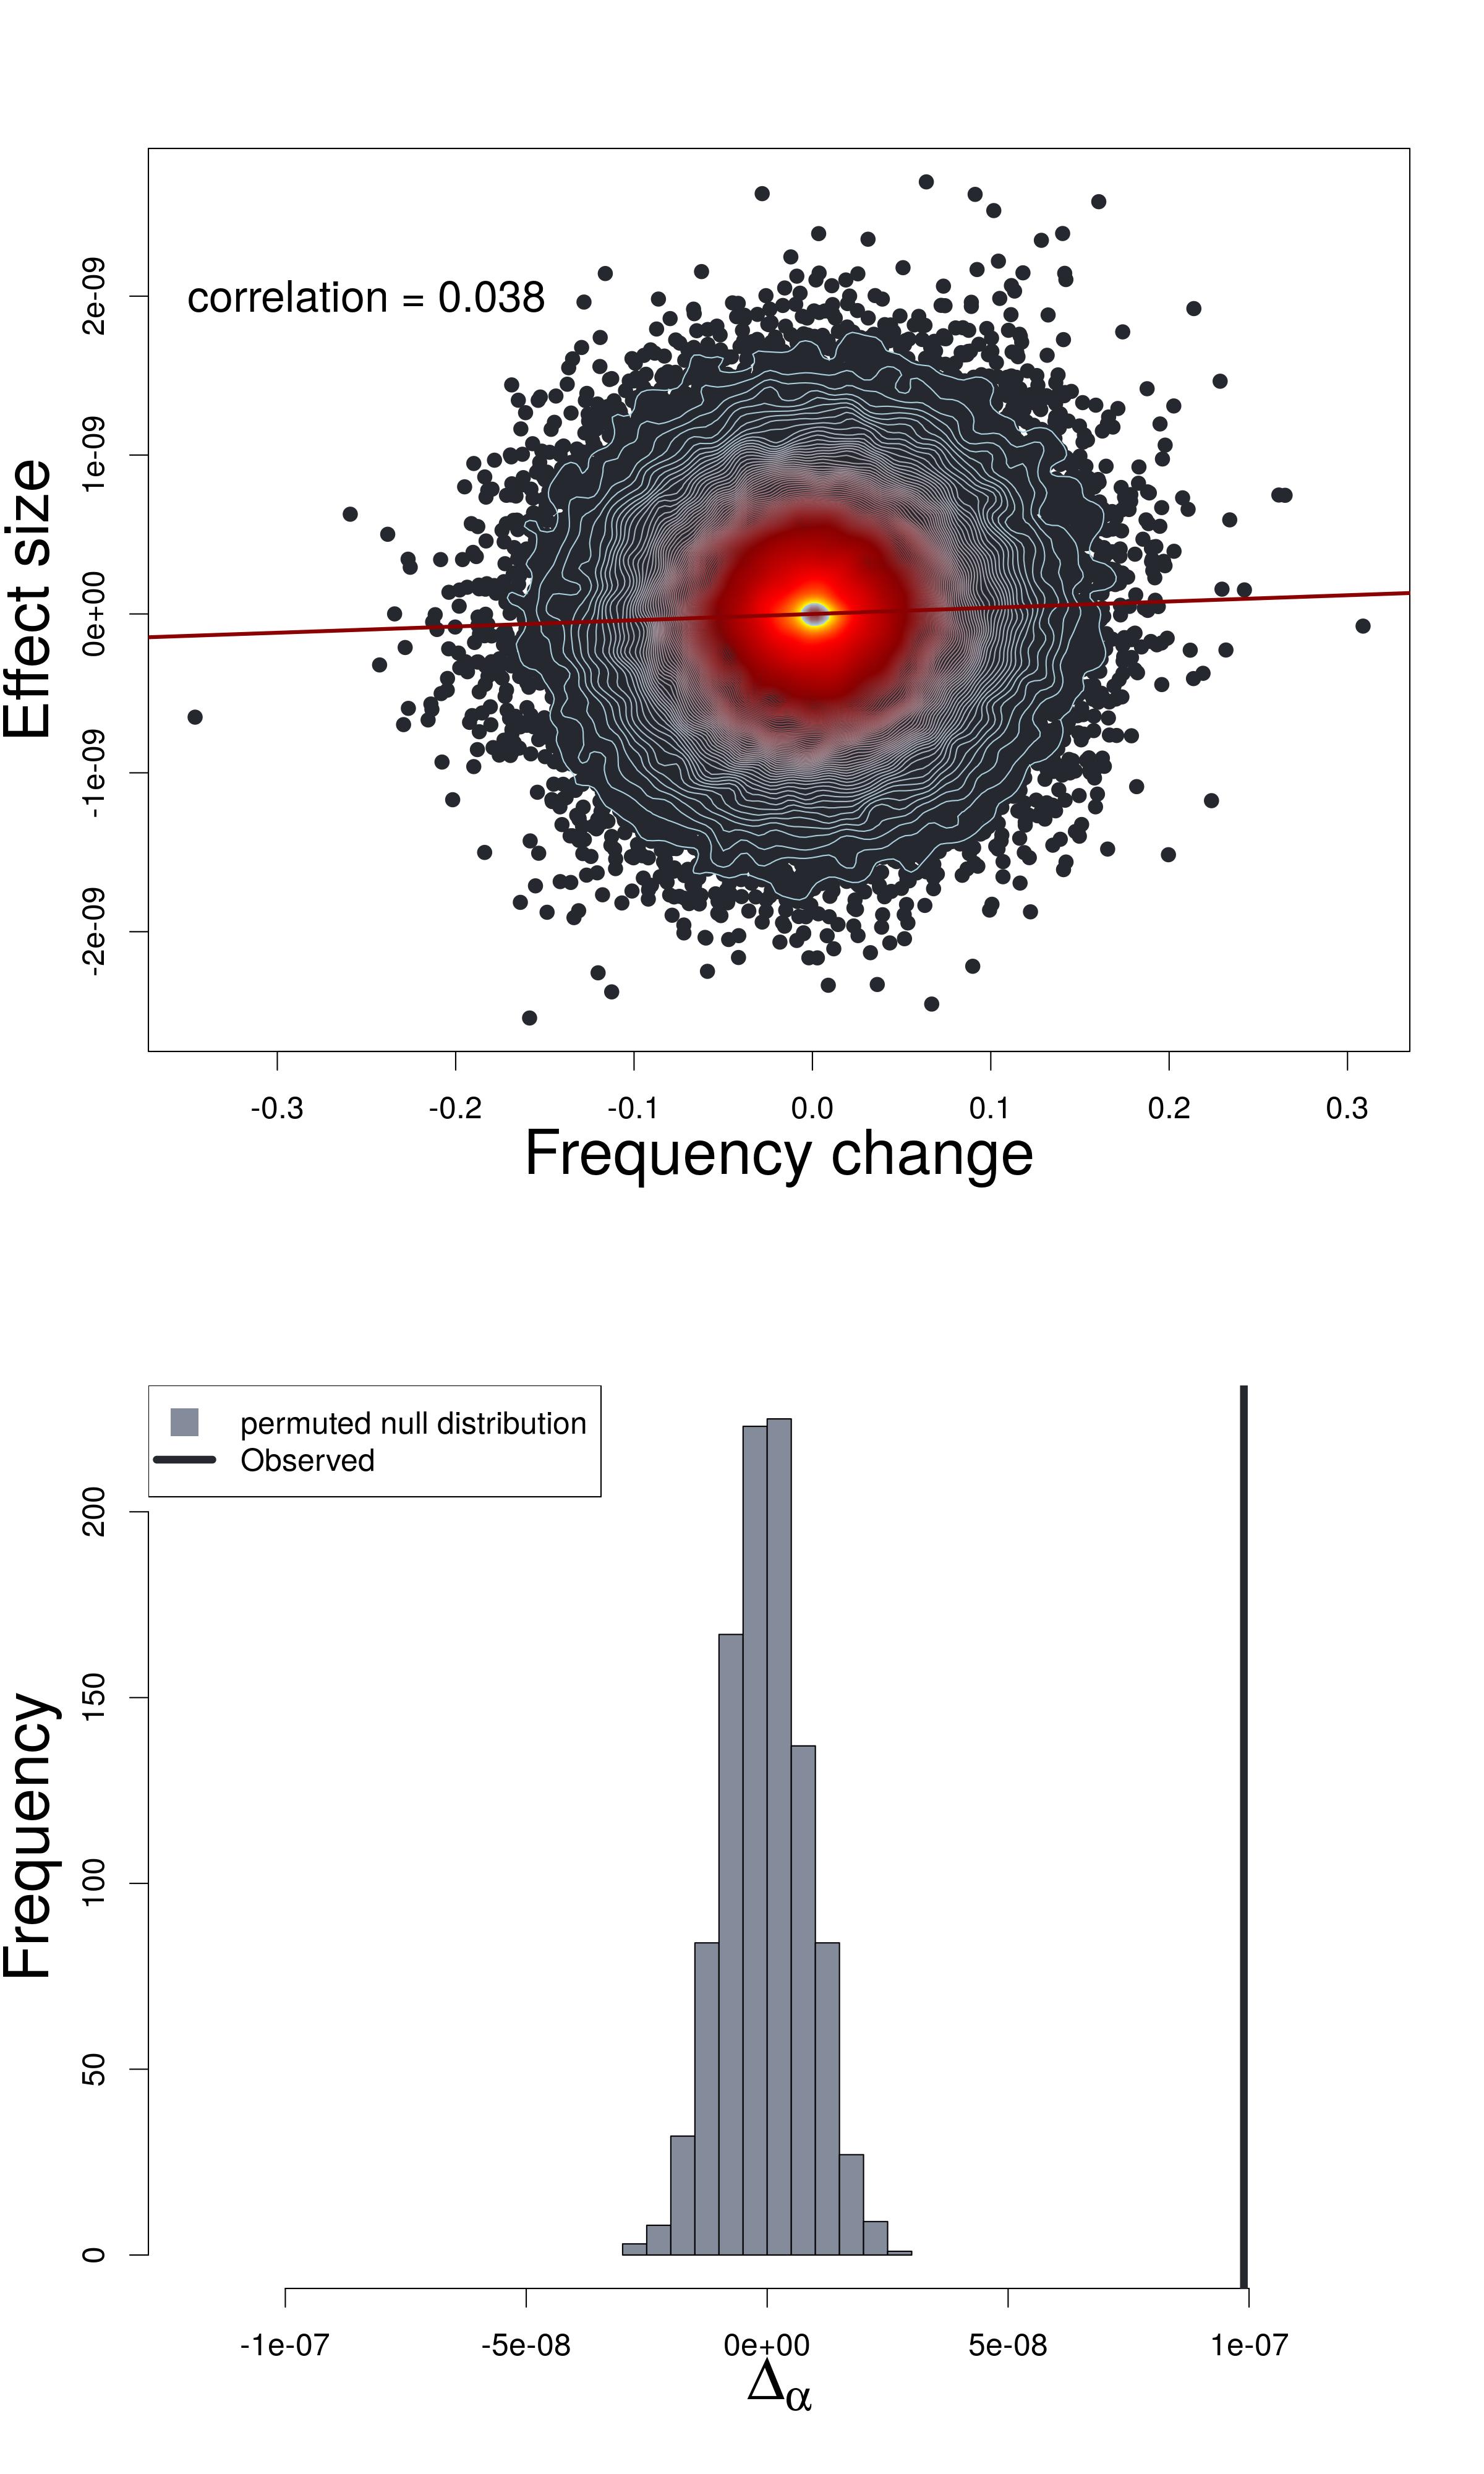 correlation = 0.038
Effect size
2e-09
1e-09
0e+00
-1e-09
-2e-09
-0.3 -0.2 -0.1 0.0 0.1 0.2 0.3
Frequency change
permuted null distribution
Observed
Frequency
200
150
100
50
0
-1e-07 -5e-08 0e+00 5e-08 1e-07
Δα